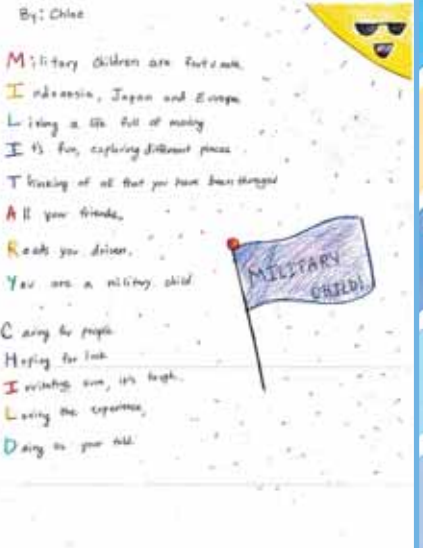 By: Chloe
Military children are fortunate
Indonesia, Japan and Europe
Living a life full of moving
It's fun, exploring different places
Thinking of all that you have been through
All your friends,
Roads you driven,
You are a military child
Caring for people
Hoping for luck
Irritating, it's tough.
Loving the experience,
Doing as your told.
MILITARY
CHILD!